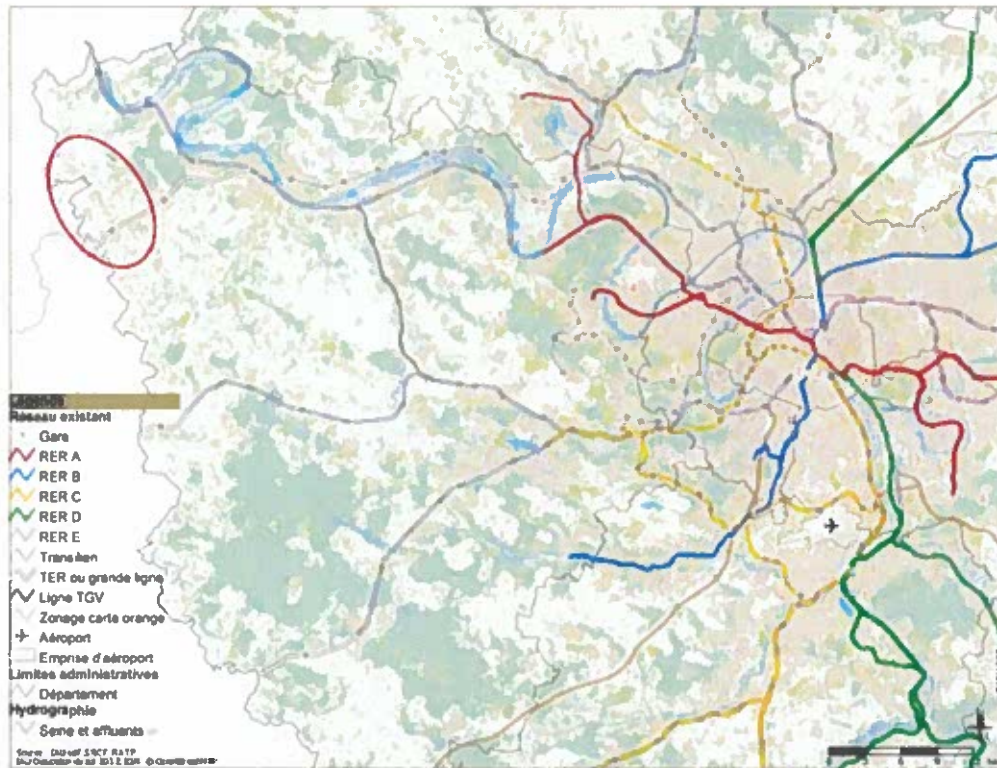 Réseau existant
Gare
RER A
RER B
RER C
RER D
RER E
Transilien
TER ou grande ligne
Ligne TGV
Zonage carte orange
Aéroport
Emprise d'aéroport
Limites administratives
Département
Hydrographie
Seine et affluents